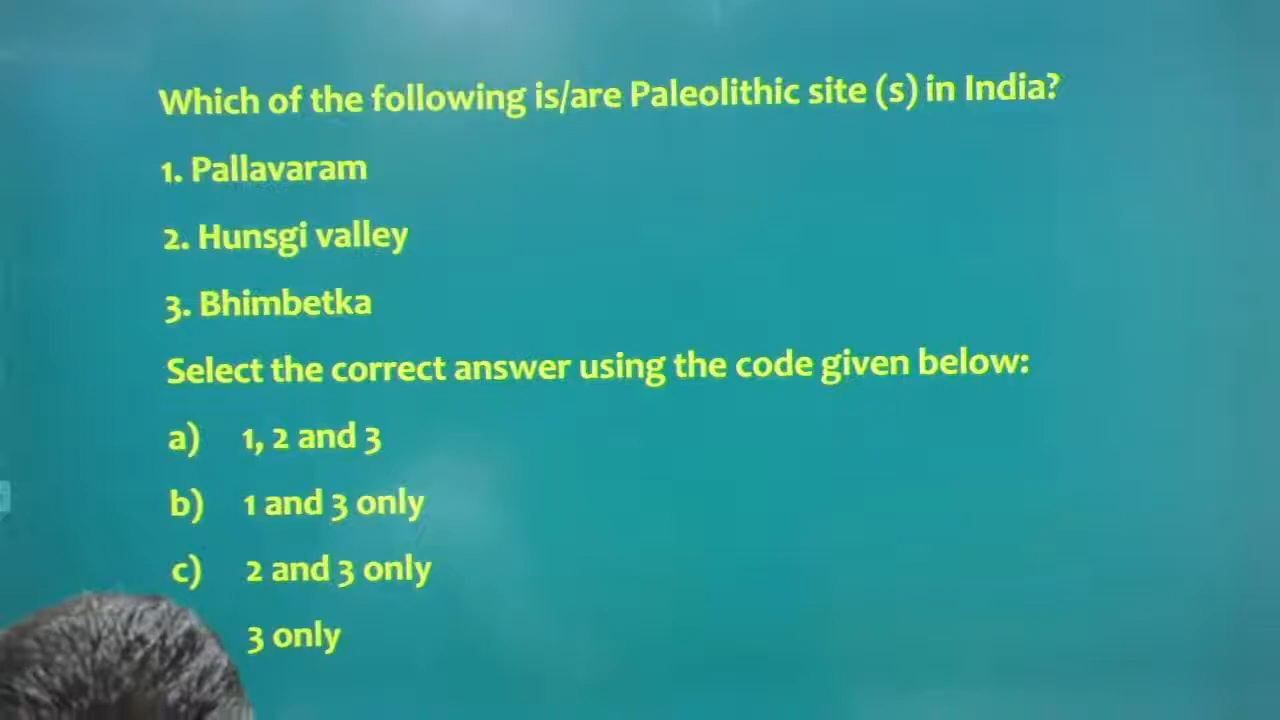 Which of the following is/are Paleolithic site (s) in India?
1. Pallavaram
2. Hunsgi valley
3. Bhimbetka
Select the correct answer using the code given below:
a) 1, 2 and 3
b) 1 and 3 only
c) 2 and 3 only
3 only